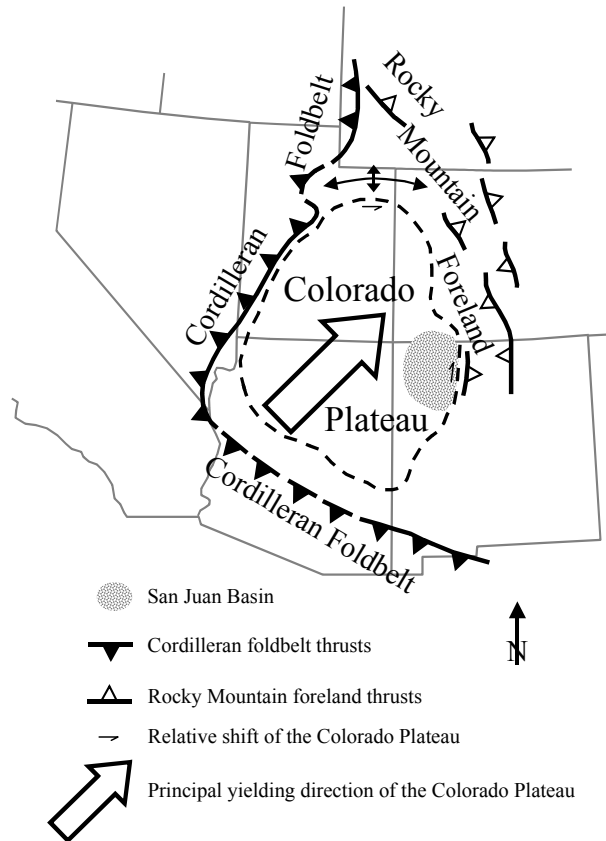 Rocky
Mountain
Foreland
Foldbelt
Cordilleran
Colorado
Plateau
Cordilleran Foldbelt
San Juan Basin
N
Cordilleran foldbelt thrusts
Rocky Mountain foreland thrusts
Relative shift of the Colorado Plateau
Principal yielding direction of the Colorado Plateau